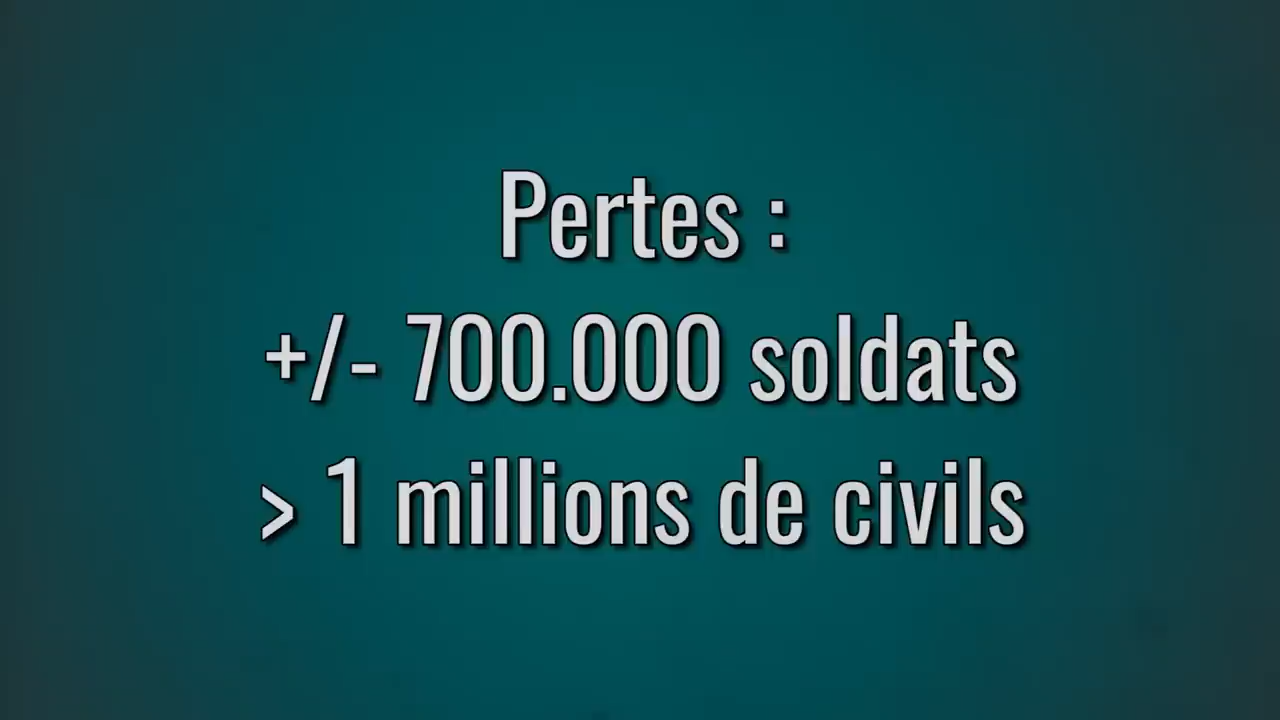 Pertes :
+/- 700.000 soldats
> 1 millions de civils